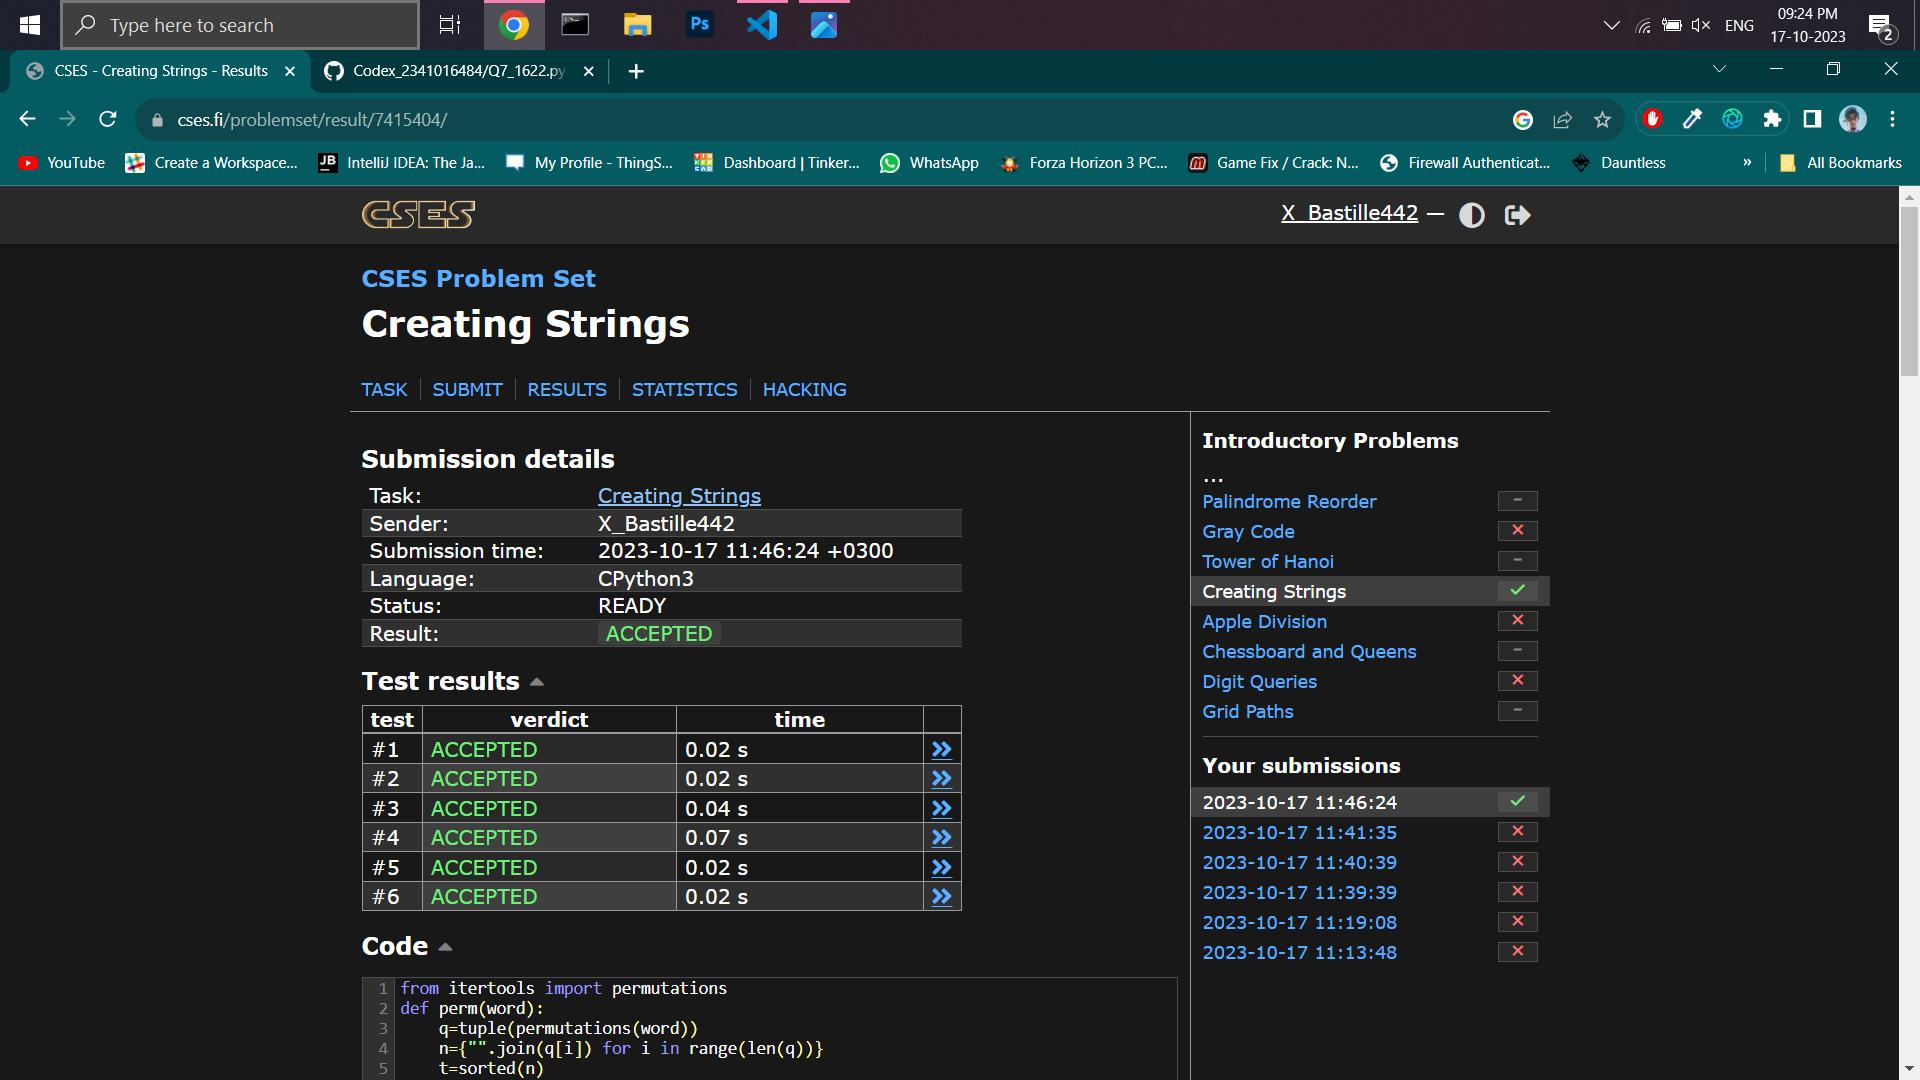 Type here to search
Ps
ENG
09:24 PM
17-10-2023
2
CSES - Creating Strings - Results
Codex_2341016484/Q7_1622.py
cses.fi/problemset/result/7415404/
YouTube
Create a Workspace...
JB
IntelliJ IDEA: The Ja...
My Profile - ThingS...
Dashboard | Tinker...
WhatsApp
Forza Horizon 3 PC...
Game Fix / Crack: N...
Firewall Authenticat...
Dauntless
»
All Bookmarks
CSES
X_Bastille442 —
CSES Problem Set
Creating Strings
TASK | SUBMIT | RESULTS | STATISTICS | HACKING
Submission details
Task: Creating Strings
Sender: X_Bastille442
Submission time: 2023-10-17 11:46:24 +0300
Language: CPython3
Status: READY
Result: ACCEPTED
Test results
test verdict time
#1 ACCEPTED 0.02 s »
#2 ACCEPTED 0.02 s »
#3 ACCEPTED 0.04 s »
#4 ACCEPTED 0.07 s »
#5 ACCEPTED 0.02 s »
#6 ACCEPTED 0.02 s »
Code
1 from itertools import permutations
2 def perm(word):
3     q=tuple(permutations(word))
4     n={"".join(q[i]) for i in range(len(q))}
5     t=sorted(n)
Introductory Problems
...
Palindrome Reorder –
Gray Code
Tower of Hanoi –
Creating Strings
Apple Division
Chessboard and Queens –
Digit Queries
Grid Paths –
Your submissions
2023-10-17 11:46:24
2023-10-17 11:41:35
2023-10-17 11:40:39
2023-10-17 11:39:39
2023-10-17 11:19:08
2023-10-17 11:13:48